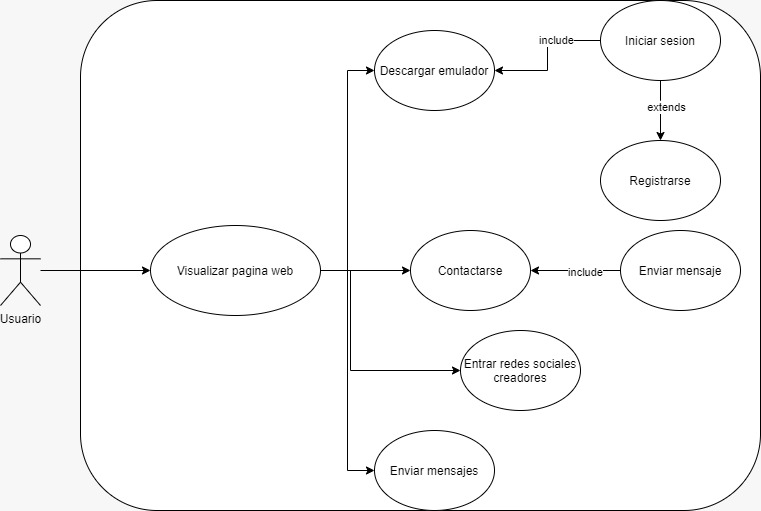 Iniciar sesion
include
Descargar emulador
extends
Registrarse
Visualizar pagina web
Contactarse
include
Enviar mensaje
Usuario
Entrar redes sociales
creadores
Enviar mensajes